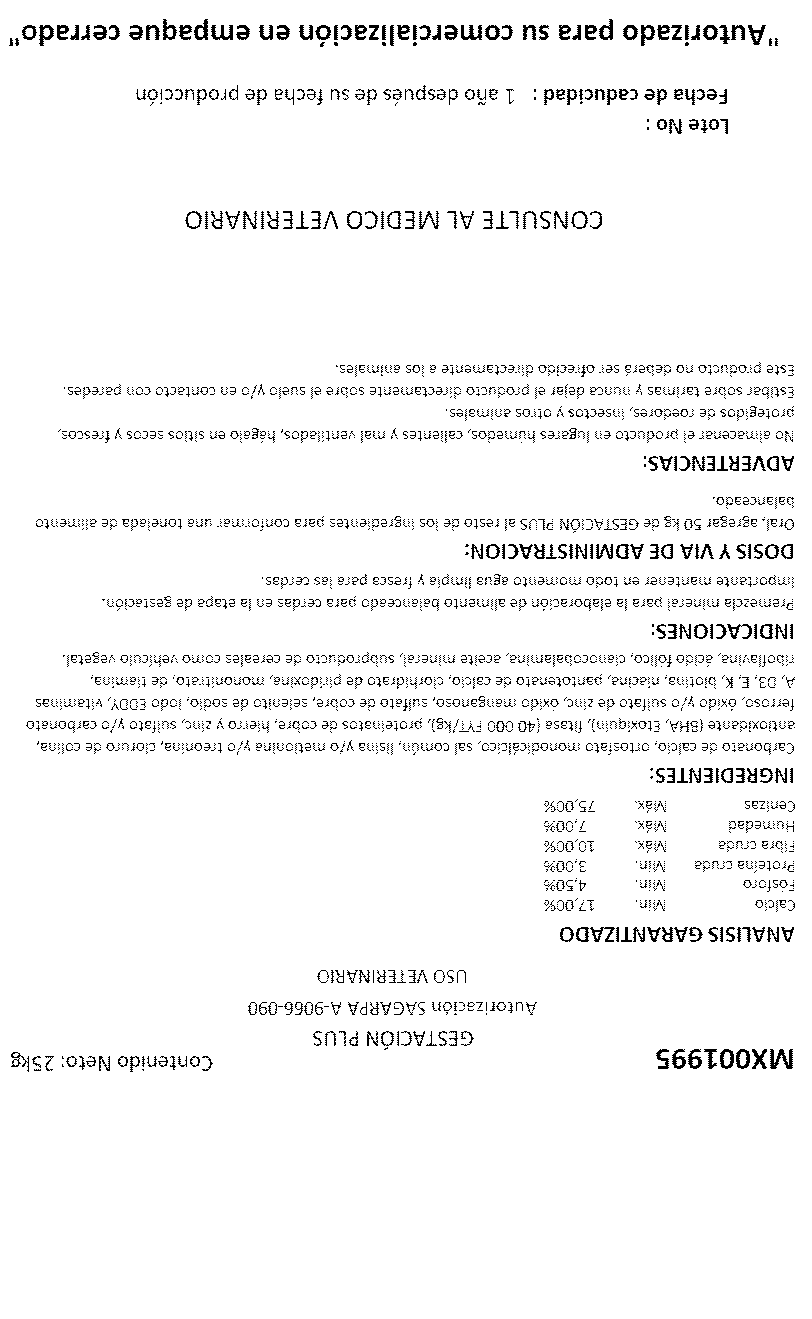 MX001995
Contenido Neto: 25kg
GESTACIÓN PLUS
Autorización SAGARPA A-9066-090
USO VETERINARIO
ANALISIS GARANTIZADO
Calcio Mín. 17,00%
Fósforo Mín. 4,50%
Proteína cruda Mín. 3,00%
Fibra cruda Máx. 10,00%
Humedad Máx. 7,00%
Cenizas Máx. 75,00%
INGREDIENTES:
Carbonato de calcio, ortosfato monodicálcico, sal común, lisina y/o metionina y/o treonina, cloruro de colina,
antioxidante (BHA, Etoxiquin), fitasa (40 000 FYT/kg), proteinatos de cobre, hierro y zinc, sulfato y/o carbonato
ferroso, óxido y/o sulfato de zinc, oxido manganoso, sulfato de cobre, selenito de sodio, Iodo EDDY, vitaminas
A, D3, E, K, biotina, niacina, pantotenato de calcio, clorhidrato de piridoxina, mononitrato, de tiamina,
riboflavina, ácido fólico, cianocobalamina, aceite mineral, subproducto de cereales como vehículo vegetal.
INDICACIONES:
Premezcla mineral para la elaboración de alimento balanceado para cerdas en la etapa de gestación.
Importante mantener en todo momento agua limpia y fresca para las cerdas.
DOSIS Y VIA DE ADMINISTRACION:
Oral, agregar 50 kg de GESTACIÓN PLUS al resto de los ingredientes para conformar una tonelada de alimento
balanceado.
ADVERTENCIAS:
No almacenar el producto en lugares húmedos, calientes y mal ventilados, hágalo en sitios secos y frescos,
protegidos de roedores, insectos y otros animales.
Estibar sobre tarimas y nunca dejar el producto directamente sobre el suelo y/o en contacto con paredes.
Este producto no deberá ser ofrecido directamente a los animales.
CONSULTE AL MEDICO VETERINARIO
Lote No :
Fecha de caducidad : 1 año después de su fecha de producción
"Autorizado para su comercialización en empaque cerrado"